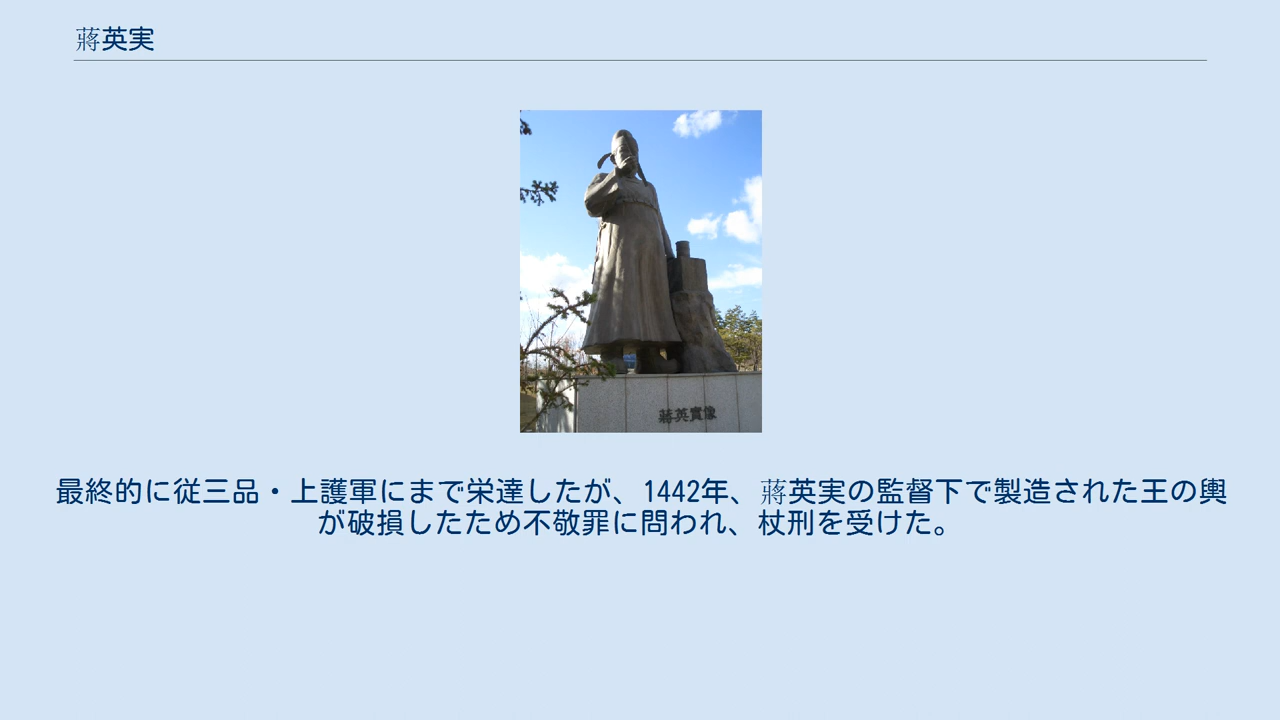 蔣英実
蔣英實像
最終的に従三品・上護軍にまで栄達したが、1442年、蔣英実の監督下で製造された王の輿
が破損したため不敬罪に問われ、杖刑を受けた。